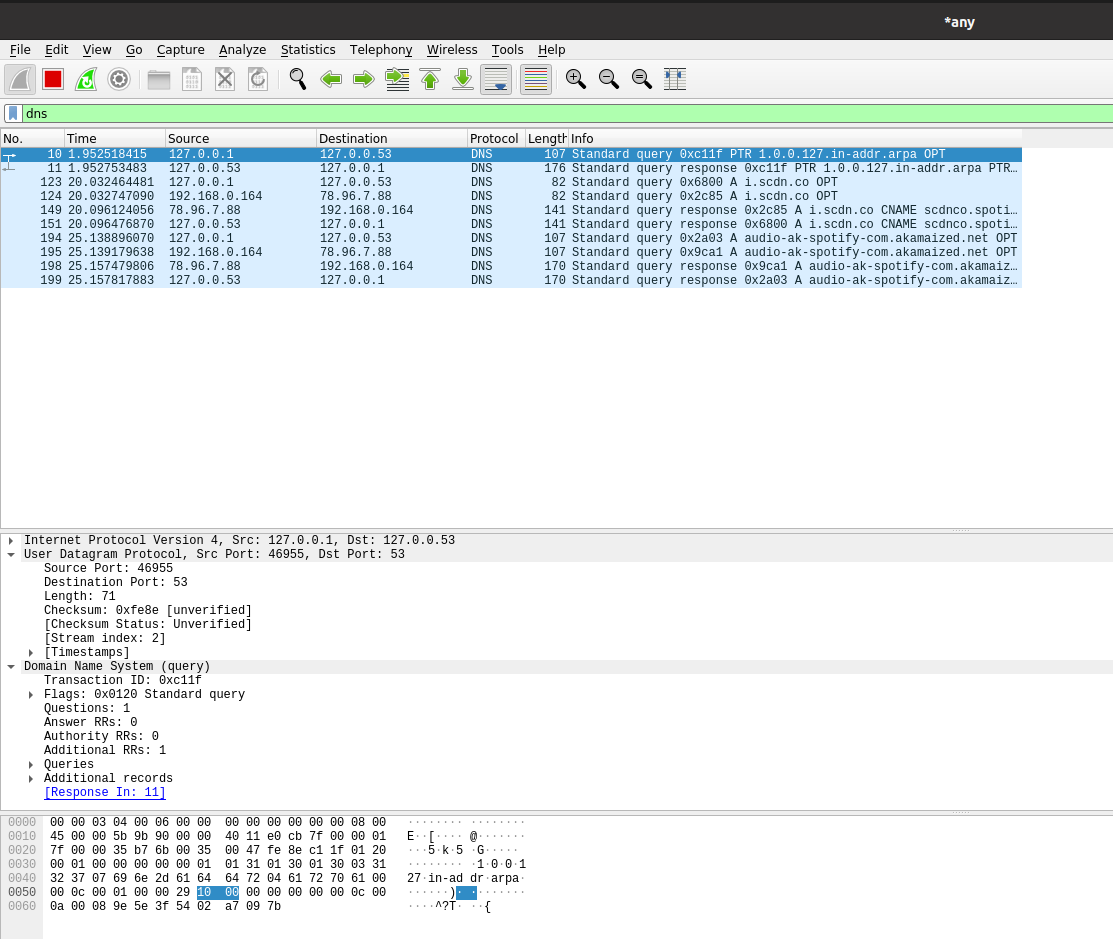 *any
File Edit View Go Capture Analyze Statistics Telephony Wireless Tools Help
dns
No. Time Source Destination Protocol Length Info
10 1.952518415 127.0.0.1 127.0.0.53 DNS 107 Standard query 0xc11f PTR 1.0.0.127.in-addr.arpa OPT
11 1.952753483 127.0.0.53 127.0.0.1 DNS 176 Standard query response 0xc11f PTR 1.0.0.127.in-addr.arpa PTR…
123 20.032464481 127.0.0.1 127.0.0.53 DNS 82 Standard query 0x6800 A i.scdn.co OPT
124 20.032747090 192.168.0.164 78.96.7.88 DNS 82 Standard query 0x2c85 A i.scdn.co OPT
149 20.096124056 78.96.7.88 192.168.0.164 DNS 141 Standard query response 0x2c85 A i.scdn.co CNAME scdnco.spoti…
151 20.096476870 127.0.0.53 127.0.0.1 DNS 141 Standard query response 0x6800 A i.scdn.co CNAME scdnco.spoti…
194 25.138896070 127.0.0.1 127.0.0.53 DNS 107 Standard query 0x2a03 A audio-ak-spotify-com.akamaized.net OPT
195 25.139179638 192.168.0.164 78.96.7.88 DNS 107 Standard query 0x9ca1 A audio-ak-spotify-com.akamaized.net OPT
198 25.157479806 78.96.7.88 192.168.0.164 DNS 170 Standard query response 0x9ca1 A audio-ak-spotify-com.akamaiz…
199 25.157817883 127.0.0.53 127.0.0.1 DNS 170 Standard query response 0x2a03 A audio-ak-spotify-com.akamaiz…
Internet Protocol Version 4, Src: 127.0.0.1, Dst: 127.0.0.53
User Datagram Protocol, Src Port: 46955, Dst Port: 53
Source Port: 46955
Destination Port: 53
Length: 71
Checksum: 0xfe8e [unverified]
[Checksum Status: Unverified]
[Stream index: 2]
[Timestamps]
Domain Name System (query)
Transaction ID: 0xc11f
Flags: 0x0120 Standard query
Questions: 1
Answer RRs: 0
Authority RRs: 0
Additional RRs: 1
Queries
Additional records
[Response In: 11]
0000 00 00 03 04 00 06 00 00 00 00 00 00 00 00 08 00 ········ ········
0010 45 00 00 5b 9b 90 00 00 40 11 e0 cb 7f 00 00 01 E··[···· @·······
0020 7f 00 00 35 b7 6b 00 35 00 47 fe 8e c1 1f 01 20 ···5·k·5 ·G····· 
0030 00 01 00 00 00 00 00 01 01 31 01 30 01 30 03 31 ········ ·1·0·0·1
0040 32 37 07 69 6e 2d 61 64 64 72 04 61 72 70 61 00 27·in-ad dr·arpa·
0050 00 0c 00 01 00 00 29 10 00 00 00 00 00 00 0c 00 ······)· ········
0060 0a 00 08 9e 5e 3f 54 02 a7 09 7b ····^?T· ··{